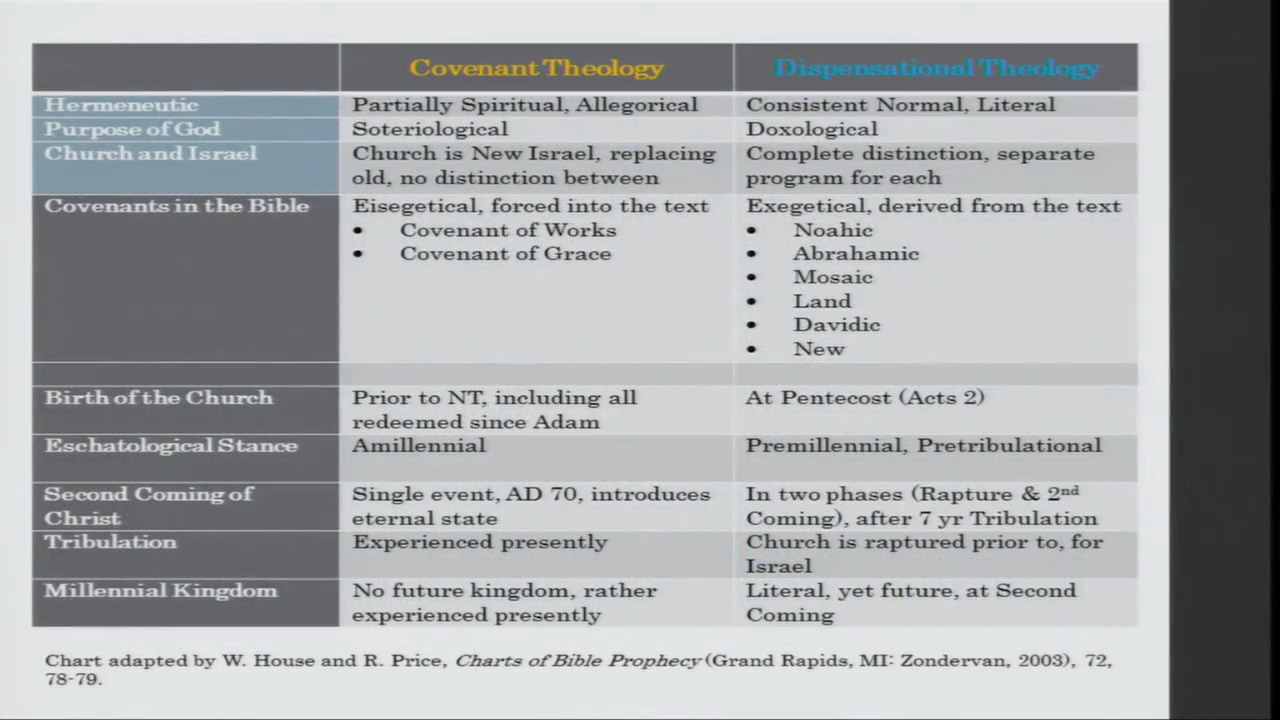 Covenant Theology
Dispensational Theology
Hermeneutic
Partially Spiritual, Allegorical
Consistent Normal, Literal
Purpose of God
Soteriological
Doxological
Church and Israel
Church is New Israel, replacing
old, no distinction between
Complete distinction, separate
program for each
Covenants in the Bible
Eisegetical, forced into the text
• Covenant of Works
• Covenant of Grace
Exegetical, derived from the text
• Noahic
• Abrahamic
• Mosaic
• Land
• Davidic
• New
Birth of the Church
Prior to NT, including all
redeemed since Adam
At Pentecost (Acts 2)
Eschatological Stance
Amillennial
Premillennial, Pretribulational
Second Coming of
Christ
Single event, AD 70, introduces
eternal state
In two phases (Rapture & 2nd
Coming), after 7 yr Tribulation
Tribulation
Experienced presently
Church is raptured prior to, for
Israel
Millennial Kingdom
No future kingdom, rather
experienced presently
Literal, yet future, at Second
Coming
Chart adapted by W. House and R. Price, Charts of Bible Prophecy (Grand Rapids, MI: Zondervan, 2003), 72,
78-79.